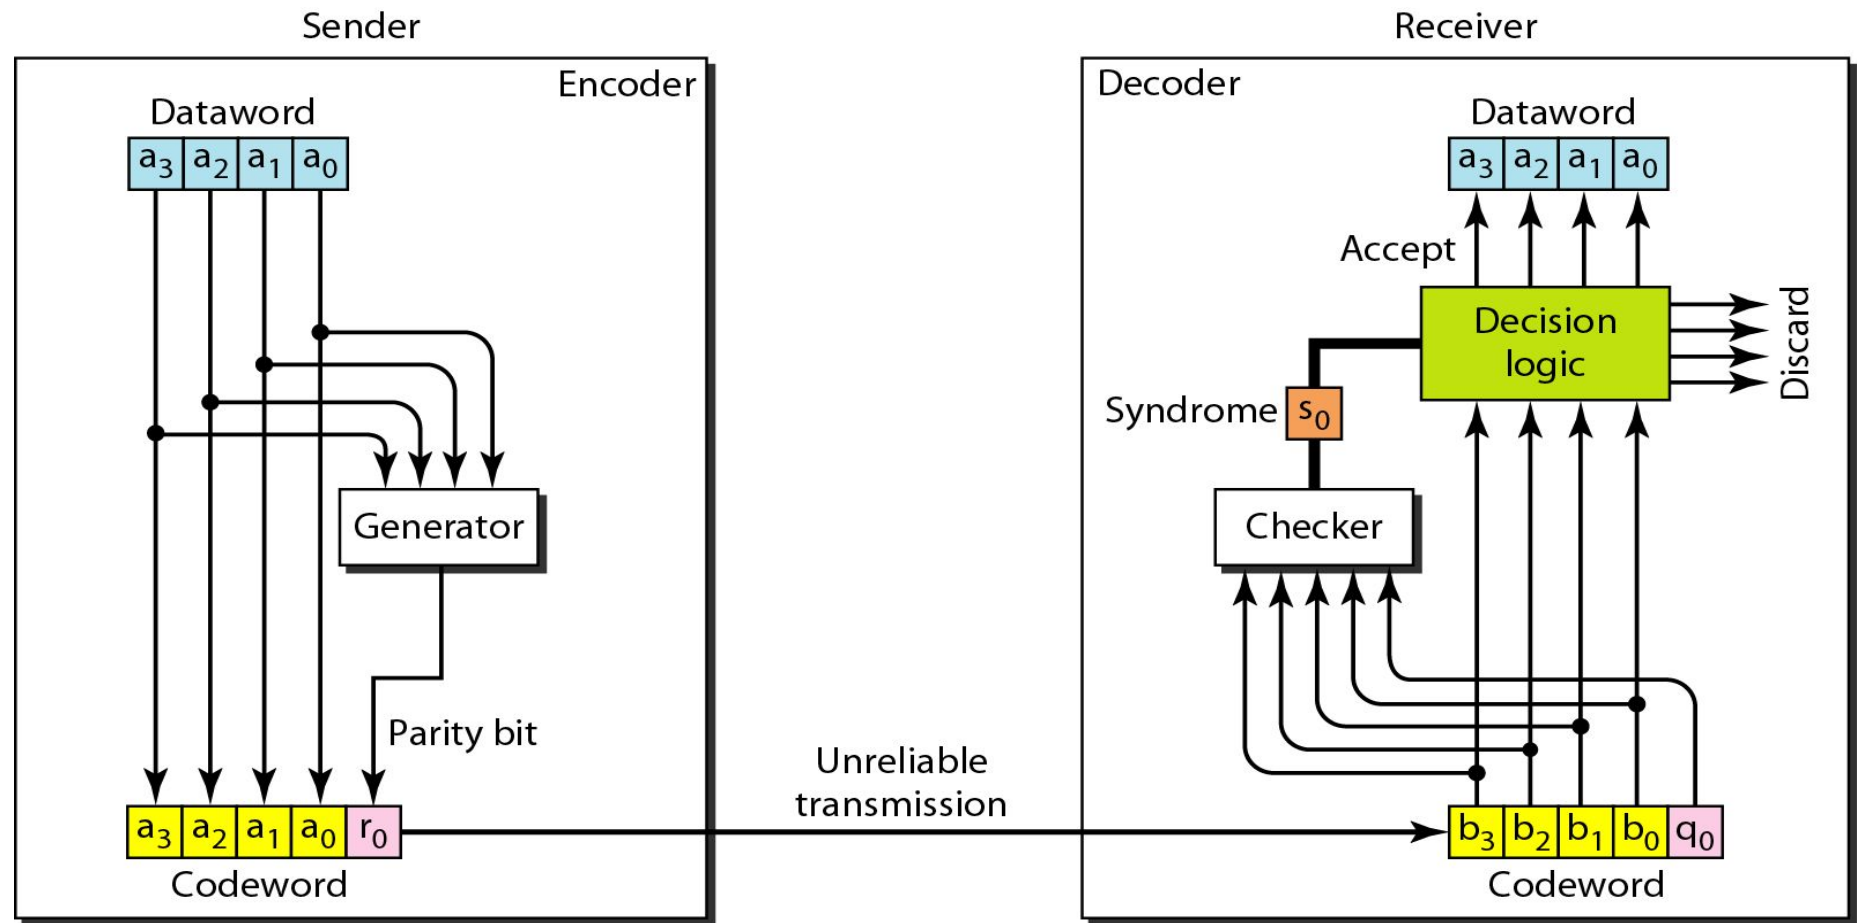 Sender
Encoder
Dataword
a3 a2 a1 a0
Generator
Parity bit
a3 a2 a1 a0 r0
Codeword
Unreliable
transmission
Receiver
Decoder
Dataword
a3 a2 a1 a0
Accept
Decision
logic
Discard
Syndrome s0
Checker
b3 b2 b1 b0 q0
Codeword